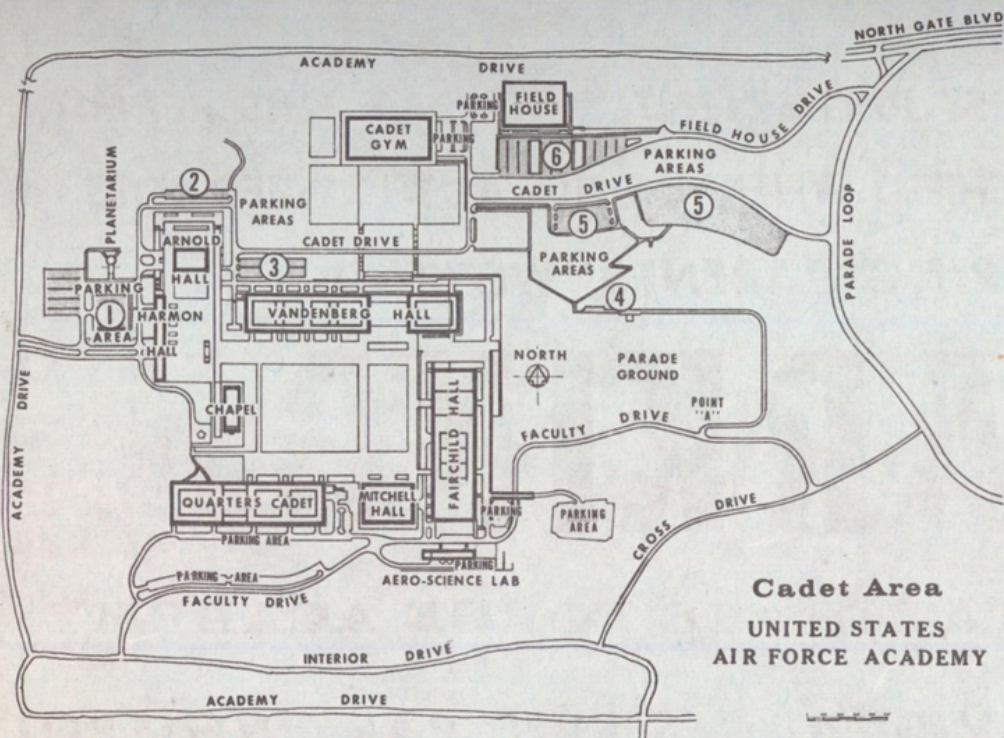 NORTH GATE BLVD
ACADEMY DRIVE
FIELD HOUSE
PARKING
CADET GYM
PARKING
FIELD HOUSE DRIVE
6
PARKING AREAS
PLANETARIUM
2
PARKING AREAS
CADET DRIVE
5
5
ARNOLD HALL
CADET DRIVE
3
PARKING AREAS
PARADE LOOP
PARKING
1
AREA
HARMON HALL
VANDENBERG HALL
4
NORTH
PARADE GROUND
ACADEMY DRIVE
CHAPEL
FAIRCHILD HALL
POINT "A"
FACULTY DRIVE
QUARTERS CADET
MITCHELL HALL
PARKING
PARKING AREA
PARKING AREA
CROSS DRIVE
PARKING AREA
PARKING
AERO-SCIENCE LAB
FACULTY DRIVE
Cadet Area
UNITED STATES
AIR FORCE ACADEMY
INTERIOR DRIVE
ACADEMY DRIVE